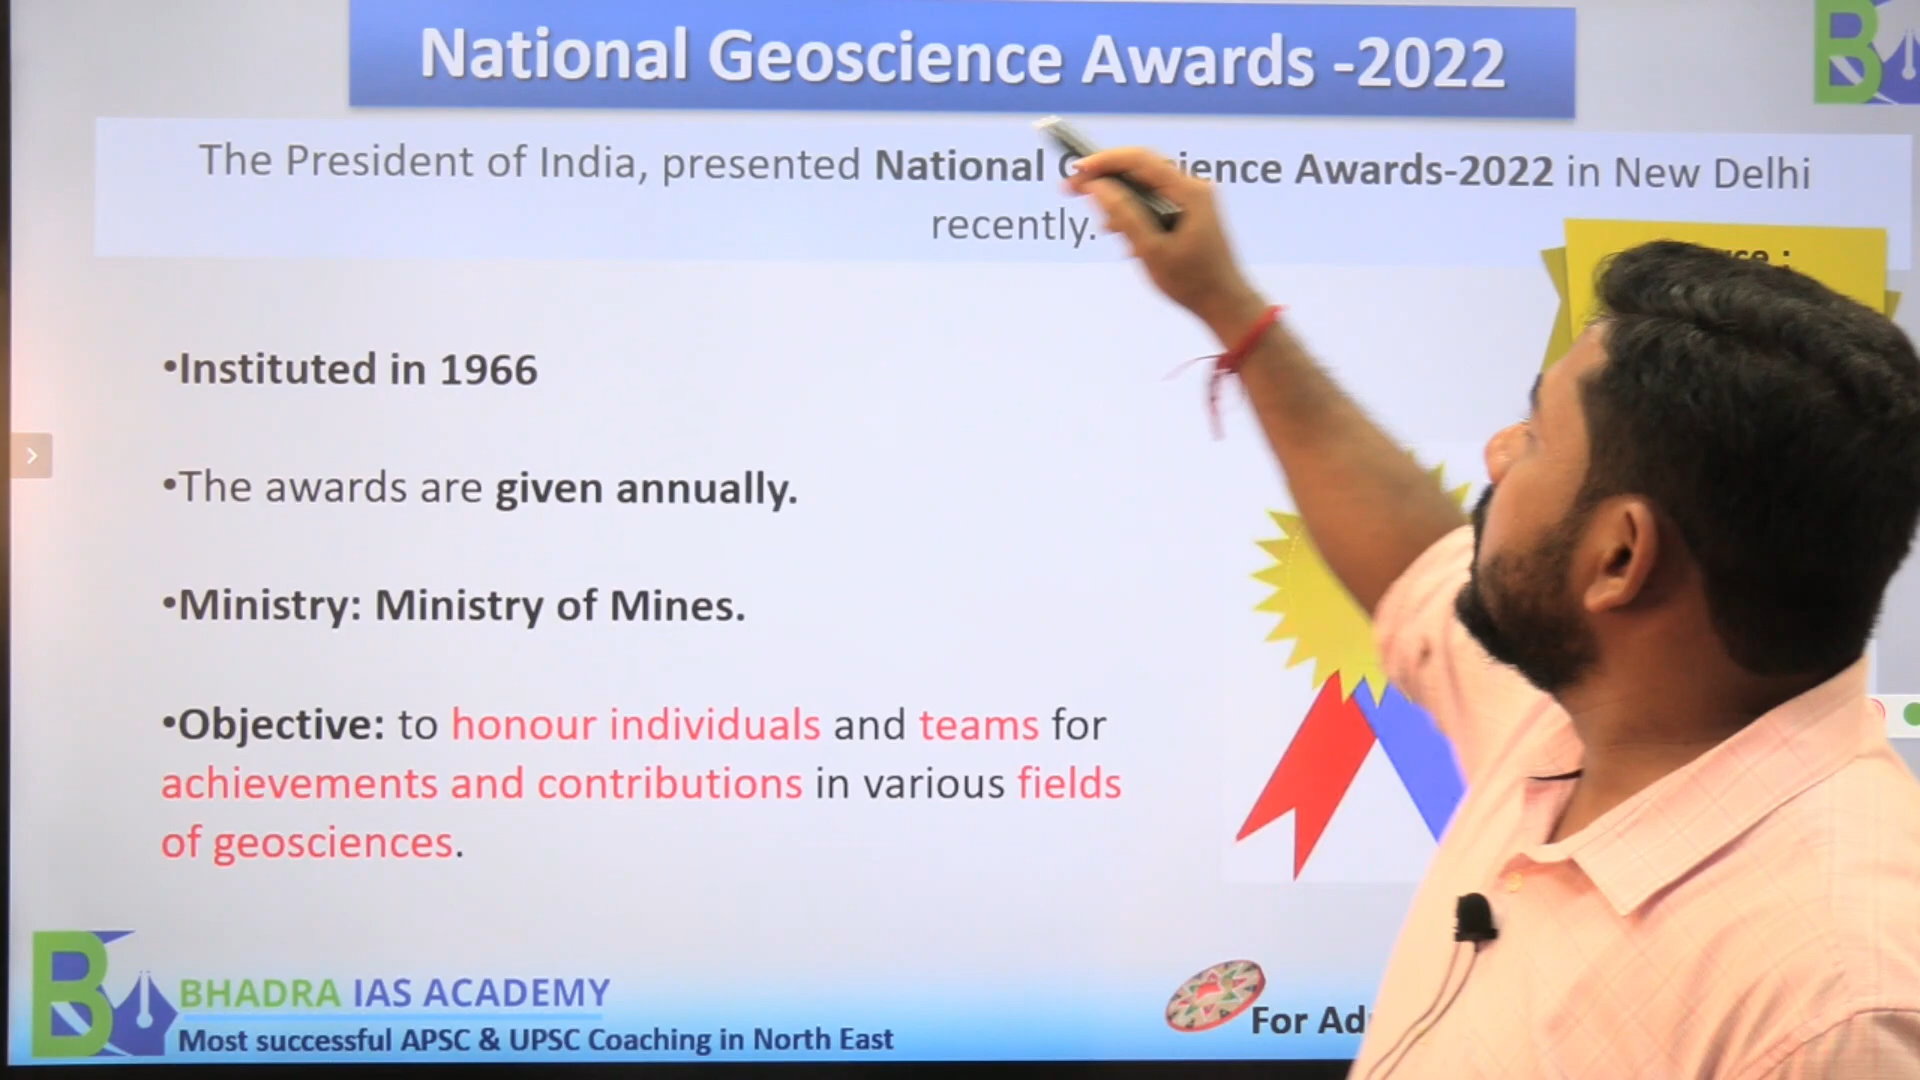 National Geoscience Awards -2022
The President of India, presented National ience Awards-2022 in New Delhi
recently.
•Instituted in 1966
•The awards are given annually.
•Ministry: Ministry of Mines.
•Objective: to honour individuals and teams for
achievements and contributions in various fields
of geosciences.
BHADRA IAS ACADEMY
Most successful APSC & UPSC Coaching in North East
For Ad